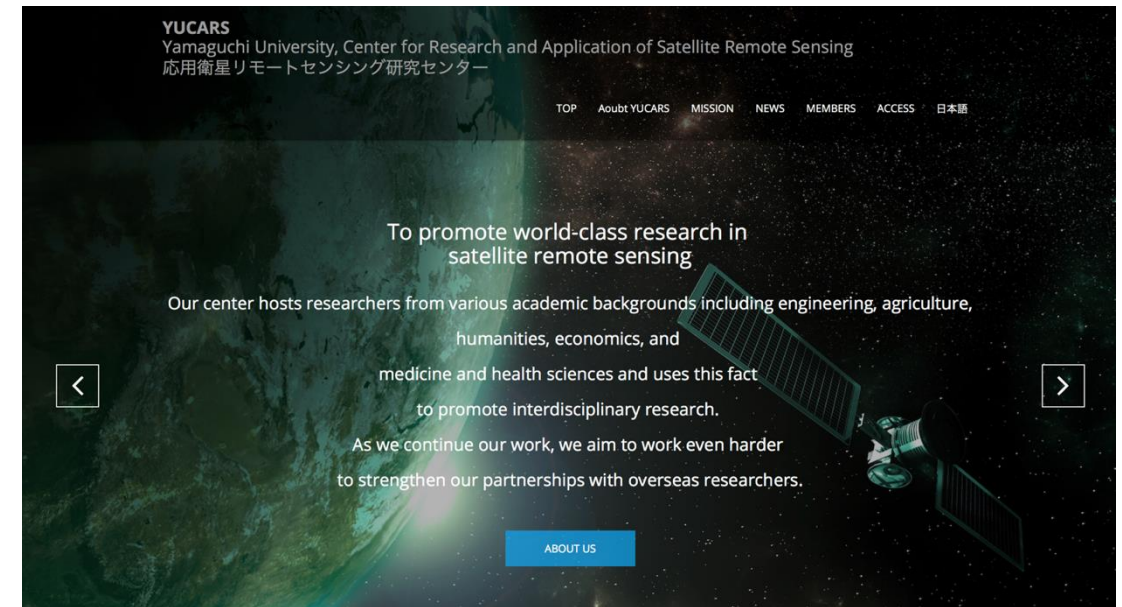 YUCARS
Yamaguchi University, Center for Research and Application of Satellite Remote Sensing
応用衛星リモートセンシング研究センター
TOP Aoubt YUCARS MISSION NEWS MEMBERS ACCESS 日本語
To promote world-class research in
satellite remote sensing
Our center hosts researchers from various academic backgrounds including engineering, agriculture,
humanities, economics, and
medicine and health sciences and uses this fact
to promote interdisciplinary research.
As we continue our work, we aim to work even harder
to strengthen our partnerships with overseas researchers.
ABOUT US